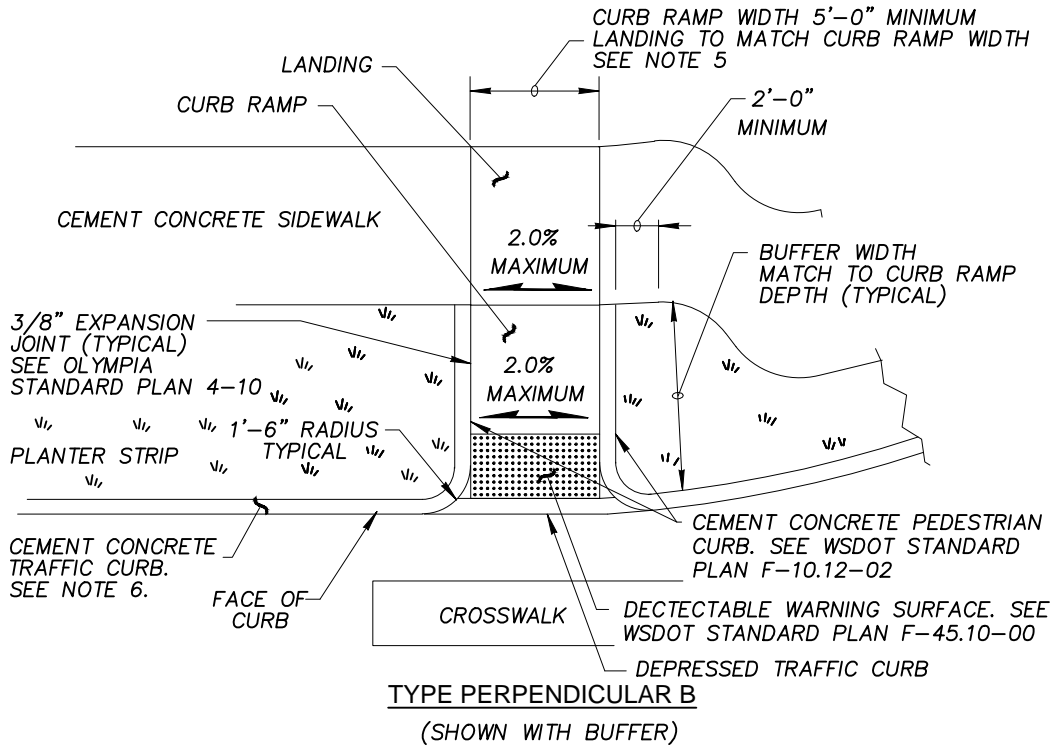 CURB RAMP WIDTH 5'-0" MINIMUM
LANDING TO MATCH CURB RAMP WIDTH
SEE NOTE 5
LANDING
CURB RAMP
2'-0"
MINIMUM
CEMENT CONCRETE SIDEWALK
2.0%
MAXIMUM
BUFFER WIDTH
MATCH TO CURB RAMP
DEPTH (TYPICAL)
3/8" EXPANSION
JOINT (TYPICAL)
SEE OLYMPIA
STANDARD PLAN 4-10
2.0%
MAXIMUM
1'-6" RADIUS
TYPICAL
PLANTER STRIP
CEMENT CONCRETE
TRAFFIC CURB.
SEE NOTE 6.
FACE OF
CURB
CROSSWALK
CEMENT CONCRETE PEDESTRIAN
CURB. SEE WSDOT STANDARD
PLAN F-10.12-02
DECTECTABLE WARNING SURFACE. SEE
WSDOT STANDARD PLAN F-45.10-00
DEPRESSED TRAFFIC CURB
TYPE PERPENDICULAR B
(SHOWN WITH BUFFER)